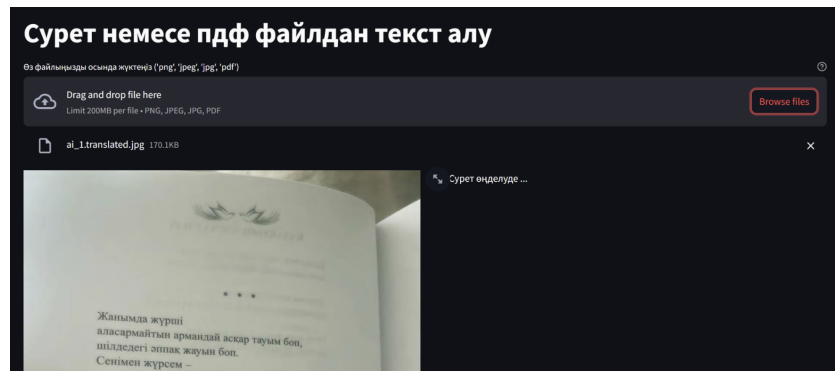 Сурет немесе пдф файлдан текст алу
Өз файлыңызды осында жүктеңіз ('png', 'jpeg', 'jpg', 'pdf')
Drag and drop file here
Limit 200MB per file • PNG, JPEG, JPG, PDF
Browse files
ai_1.translated.jpg 170.1KB
Сурет өңделуде ...
Жанымда жүрші
аласармайтын армандай асқар тауым боп,
шілдедегі әппақ жауын боп.
Сенімен жүрсем –